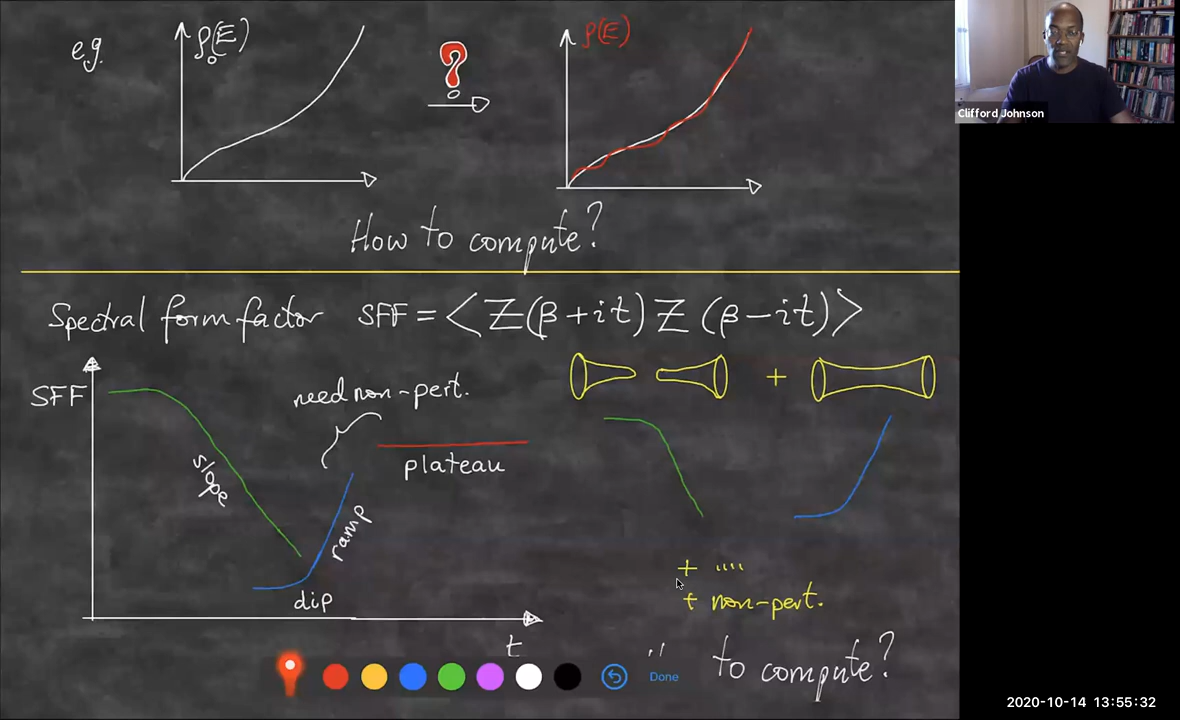 e.g.
ρ₀(E)
?
ρ(E)
Clifford Johnson
How to compute?
Spectral form factor SFF = < Z(β+it) Z (β−it) >
SFF
need non-pert.
+
plateau
slope
ramp
dip
+ ....
+ non-pert.
t
to compute?
Done
2020-10-14 13:55:32